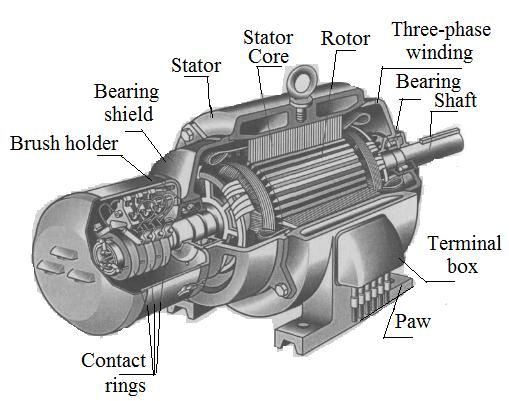 Stator
Core
Rotor
Three-phase
winding
Stator
Bearing
Shaft
Bearing
shield
Brush holder
Terminal
box
Paw
Contact
rings